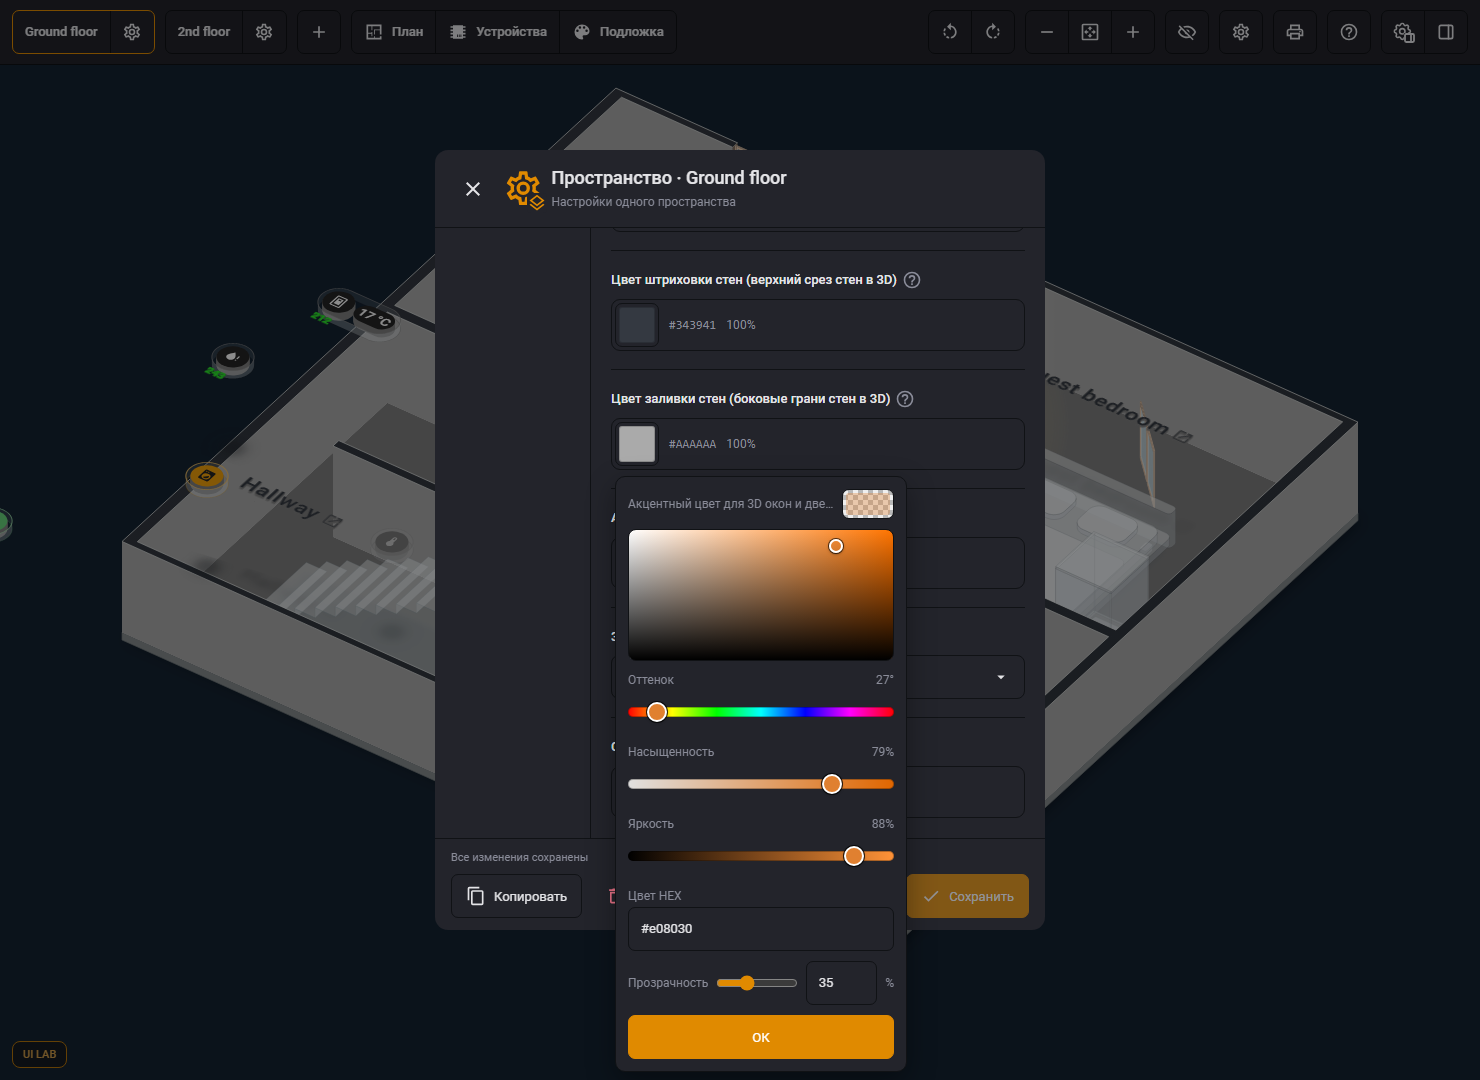 Ground floor
2nd floor
План
Устройства
Подложка
Пространство · Ground floor
Настройки одного пространства
Цвет штриховки стен (верхний срез стен в 3D)
#343941 100%
Цвет заливки стен (боковые грани стен в 3D)
#AAAAAA 100%
Акцентный цвет для 3D окон и две...
Оттенок 27°
Насыщенность 79%
Яркость 88%
Цвет HEX
#e08030
Прозрачность 35 %
OK
Все изменения сохранены
Копировать
Сохранить
17 °C
212
243
Hallway
bedroom
UI LAB